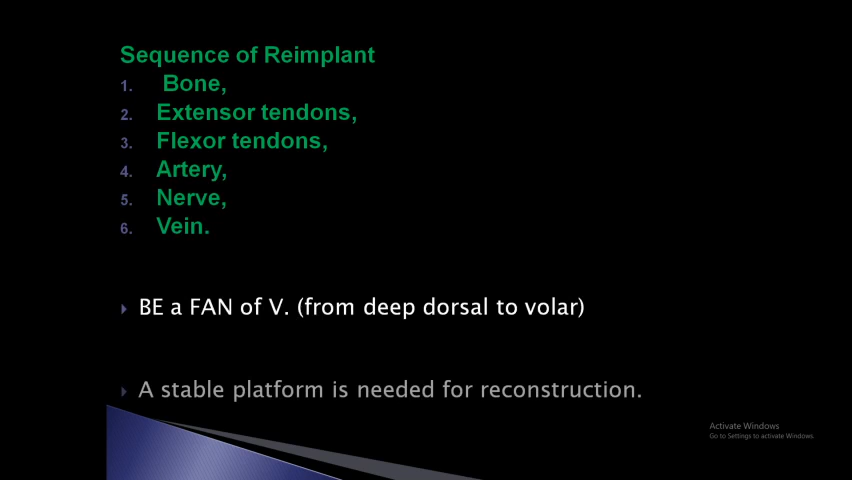 Sequence of Reimplant
1. Bone,
2. Extensor tendons,
3. Flexor tendons,
4. Artery,
5. Nerve,
6. Vein.
BE a FAN of V. (from deep dorsal to volar)
A stable platform is needed for reconstruction.
Activate Windows
Go to Settings to activate Windows.